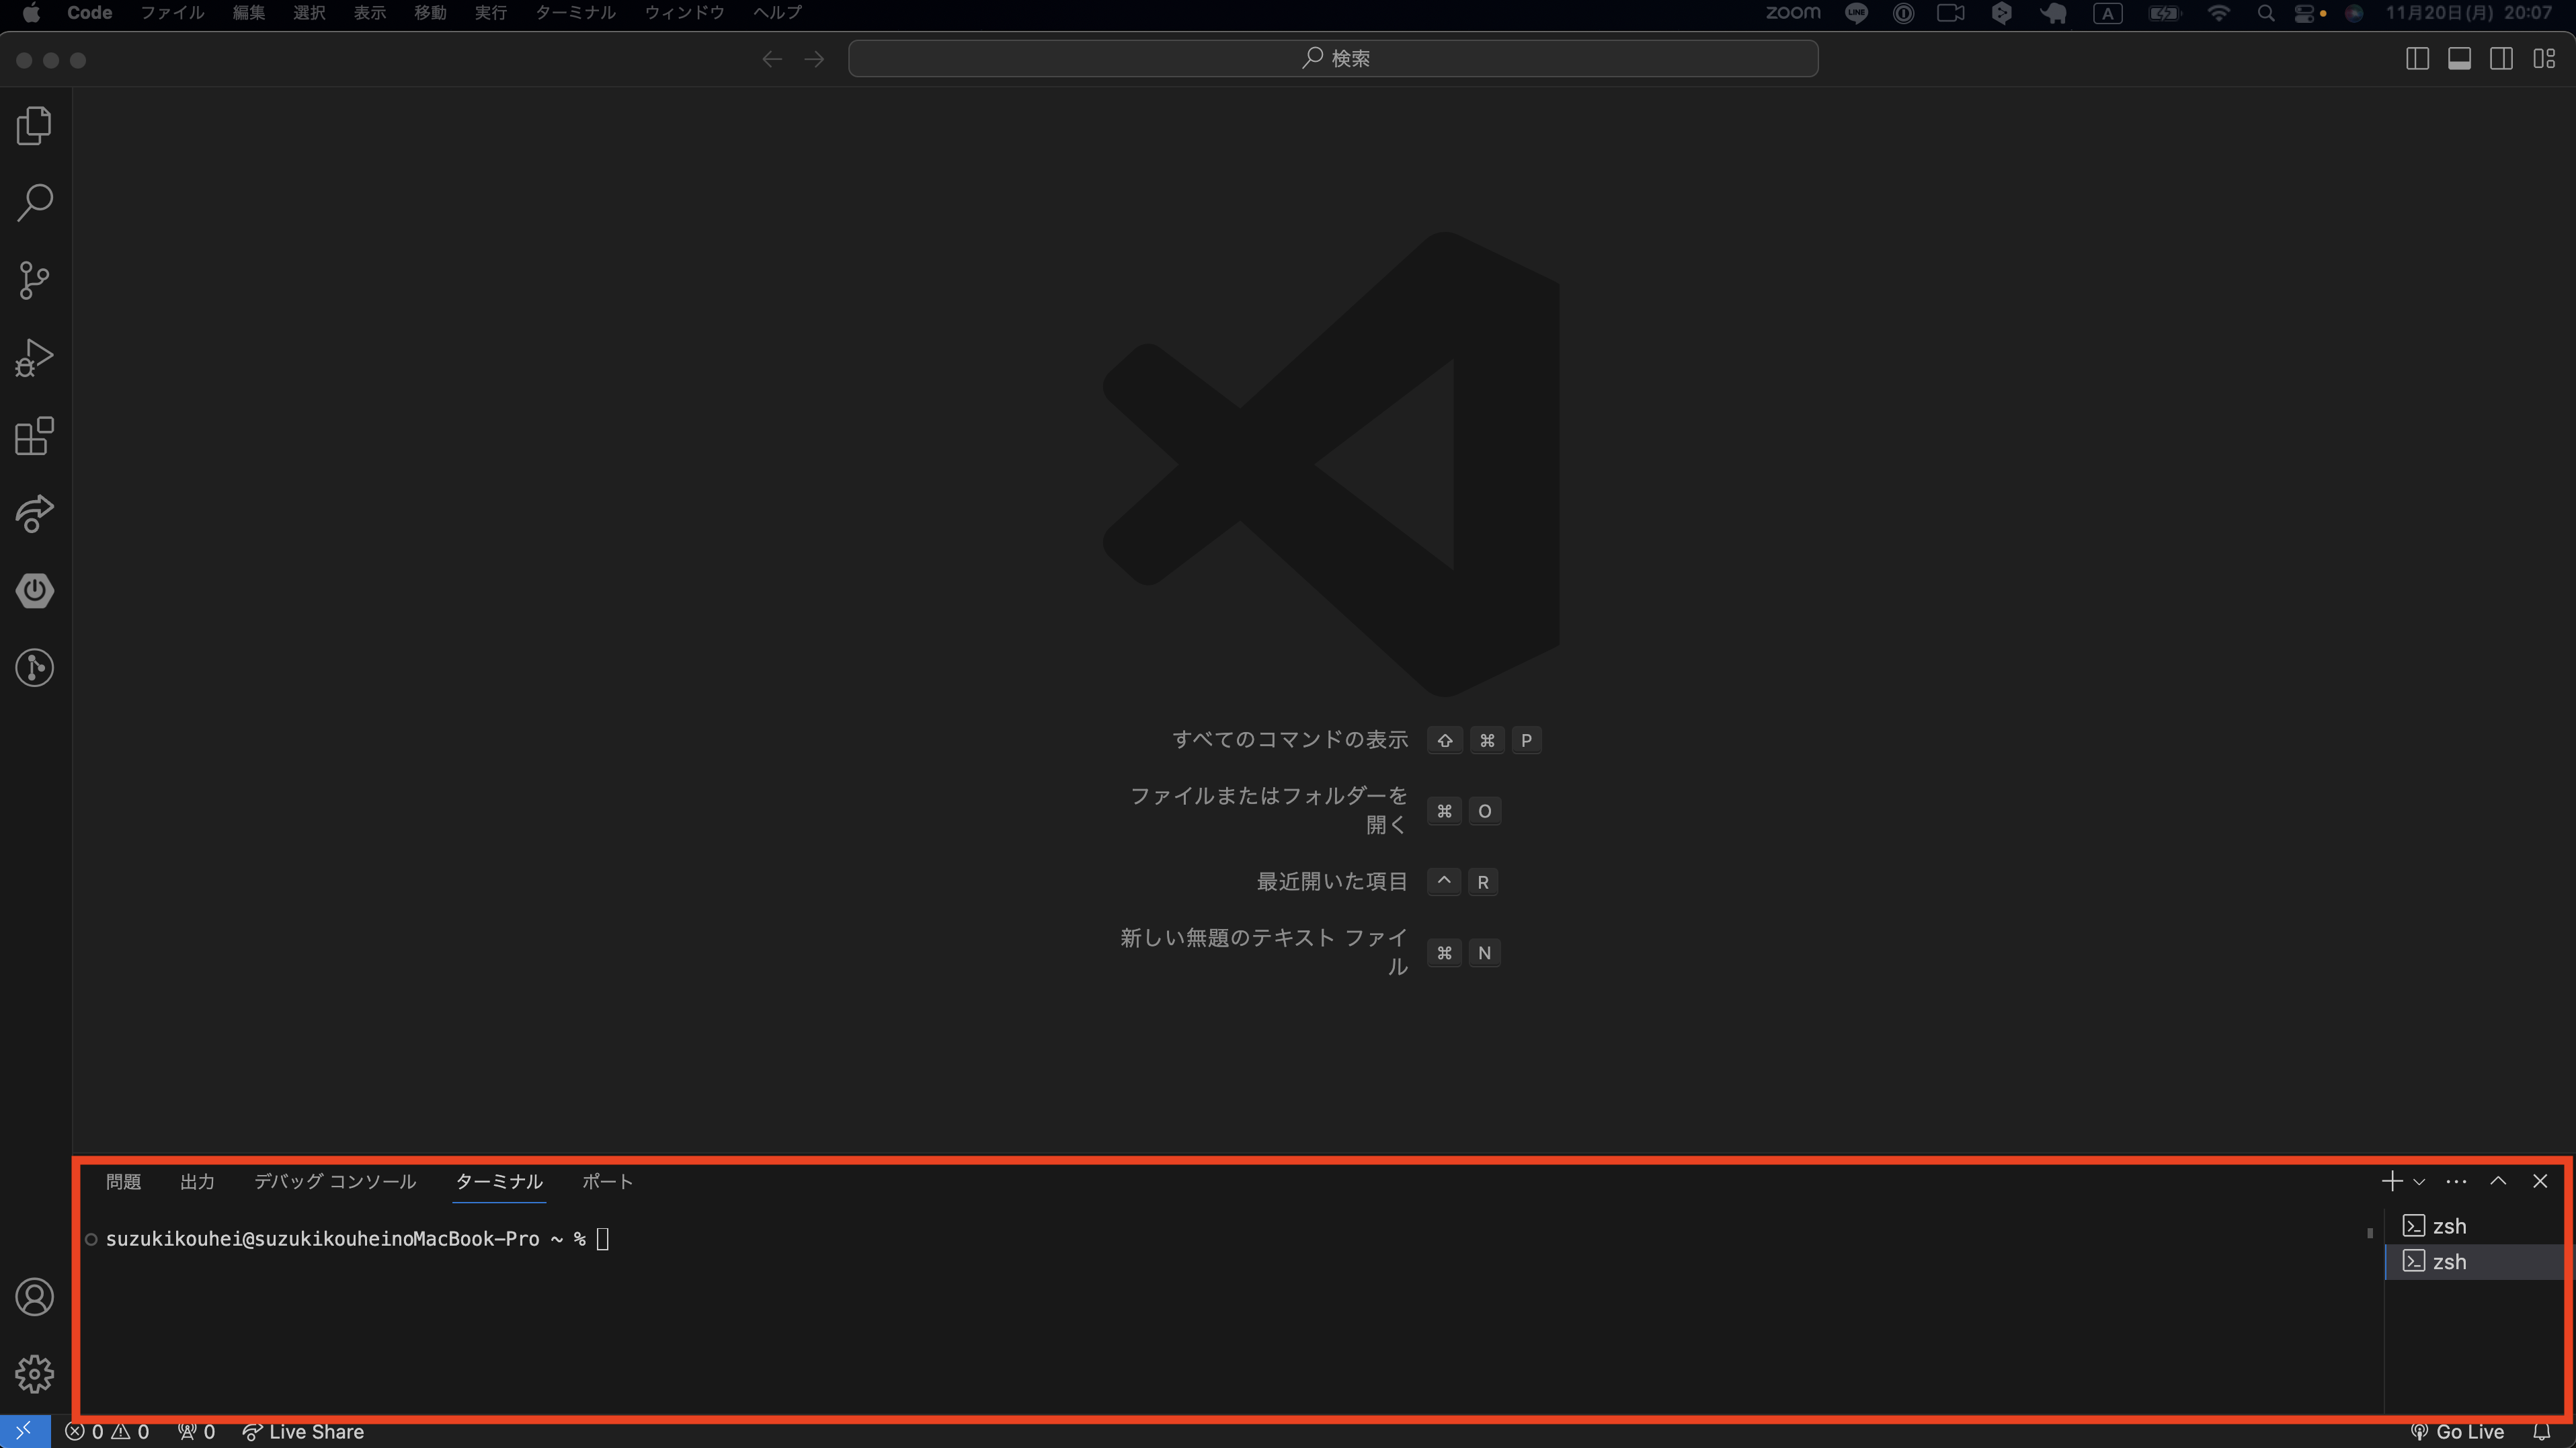 Code ファイル 編集 選択 表示 移動 実行 ターミナル ウィンドウ ヘルプ zoom LINE A 11月20日(月) 20:07
検索
すべてのコマンドの表示 ⇧ ⌘ P
ファイルまたはフォルダーを
開く ⌘ O
最近開いた項目 ^ R
新しい無題のテキスト ファイ
ル ⌘ N
問題 出力 デバッグ コンソール ターミナル ポート
suzukikouhei@suzukikouheinoMacBook-Pro ~ %
zsh
zsh
0 0 0 Live Share Go Live